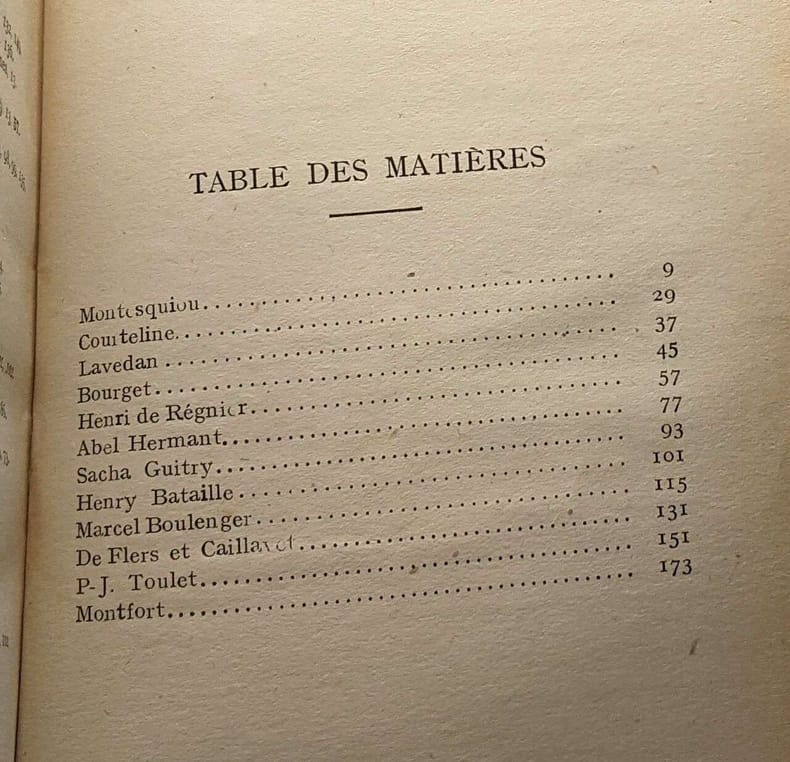 TABLE DES MATIÈRES
Montesquiou........................................ 9
Courteline........................................ 29
Lavedan........................................ 37
Bourget........................................ 45
Henri de Régnier........................................ 57
Abel Hermant........................................ 77
Sacha Guitry........................................ 93
Henry Bataille........................................ 101
Marcel Boulenger........................................ 115
De Flers et Caillavet........................................ 131
P-J. Toulet........................................ 151
Montfort........................................ 173